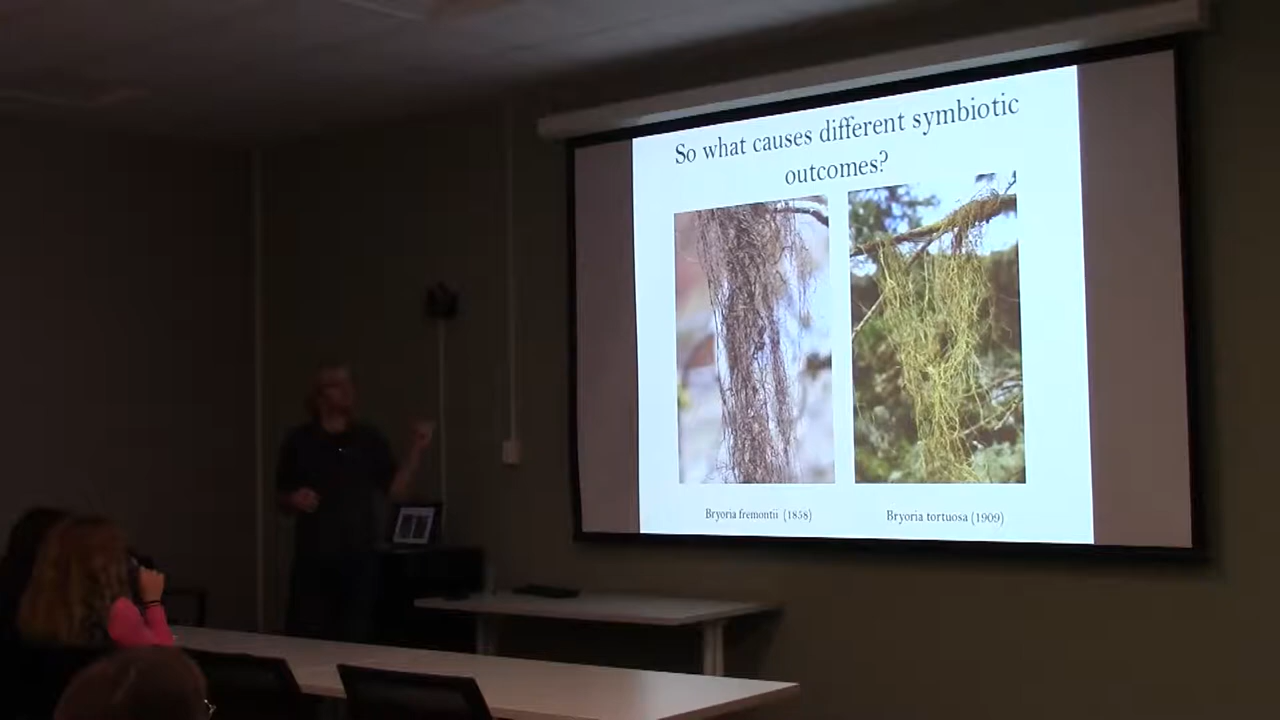 So what causes different symbiotic
outcomes?
Bryoria fremontii (1858)
Bryoria tortuosa (1909)